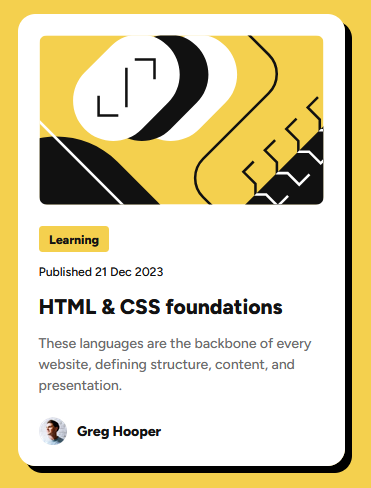 Learning
Published 21 Dec 2023
HTML & CSS foundations
These languages are the backbone of every
website, defining structure, content, and
presentation.
Greg Hooper